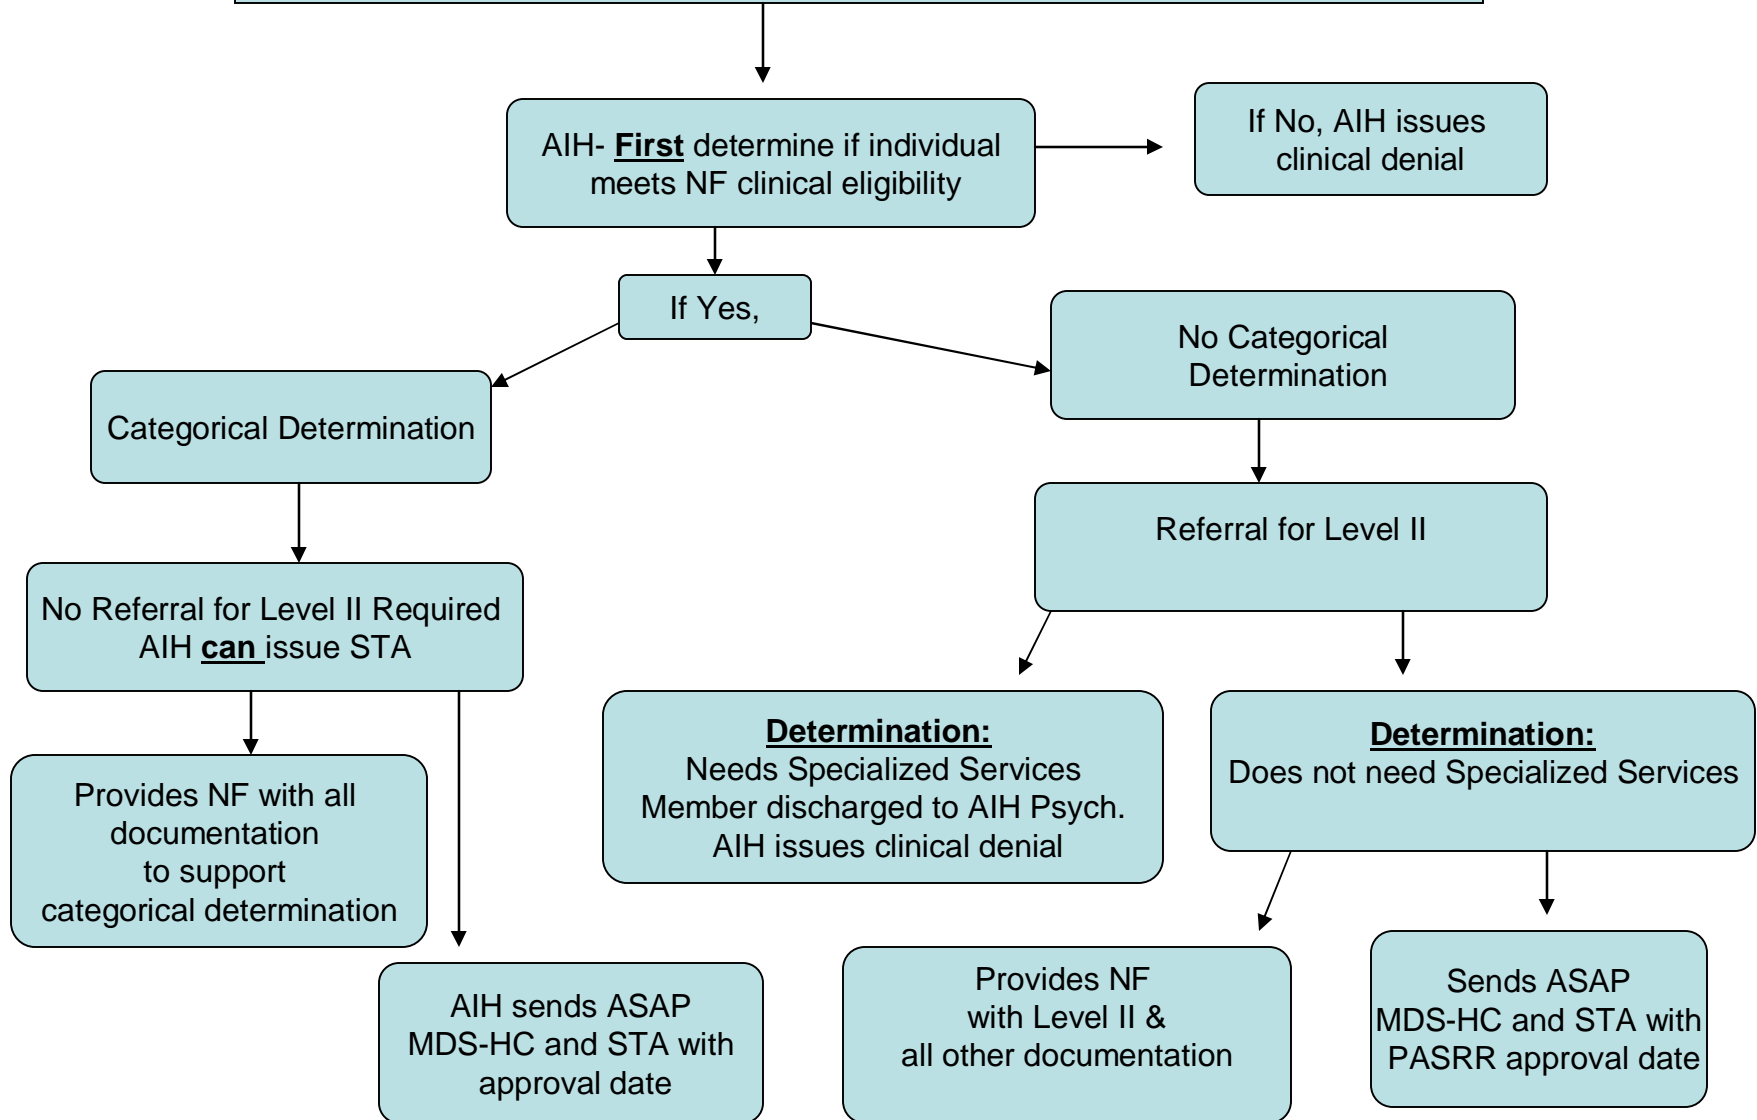 AIH- First determine if individual
meets NF clinical eligibility
If No, AIH issues
clinical denial
If Yes,
No Categorical
Determination
Categorical Determination
Referral for Level II
No Referral for Level II Required
AIH can issue STA
Determination:
Needs Specialized Services
Member discharged to AIH Psych.
AIH issues clinical denial
Determination:
Does not need Specialized Services
Provides NF with all
documentation
to support
categorical determination
AIH sends ASAP
MDS-HC and STA with
approval date
Provides NF
with Level II &
all other documentation
Sends ASAP
MDS-HC and STA with
PASRR approval date